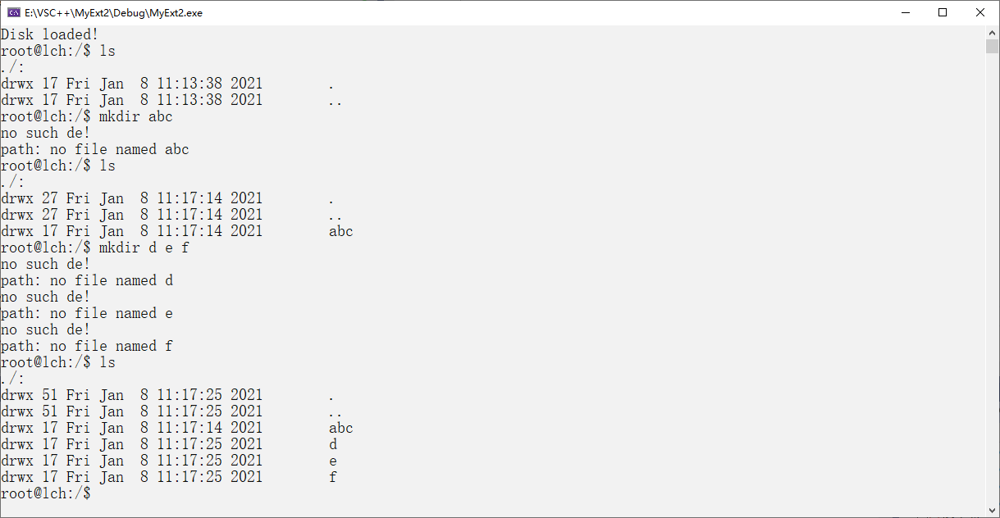 E:\VSC++\MyExt2\Debug\MyExt2.exe
Disk loaded!
root@lch:/$ ls
./:
drwx 17 Fri Jan  8 11:13:38 2021        .
drwx 17 Fri Jan  8 11:13:38 2021        ..
root@lch:/$ mkdir abc
no such de!
path: no file named abc
root@lch:/$ ls
./:
drwx 27 Fri Jan  8 11:17:14 2021        .
drwx 27 Fri Jan  8 11:17:14 2021        ..
drwx 17 Fri Jan  8 11:17:14 2021        abc
root@lch:/$ mkdir d e f
no such de!
path: no file named d
no such de!
path: no file named e
no such de!
path: no file named f
root@lch:/$ ls
./:
drwx 51 Fri Jan  8 11:17:25 2021        .
drwx 51 Fri Jan  8 11:17:25 2021        ..
drwx 17 Fri Jan  8 11:17:14 2021        abc
drwx 17 Fri Jan  8 11:17:25 2021        d
drwx 17 Fri Jan  8 11:17:25 2021        e
drwx 17 Fri Jan  8 11:17:25 2021        f
root@lch:/$